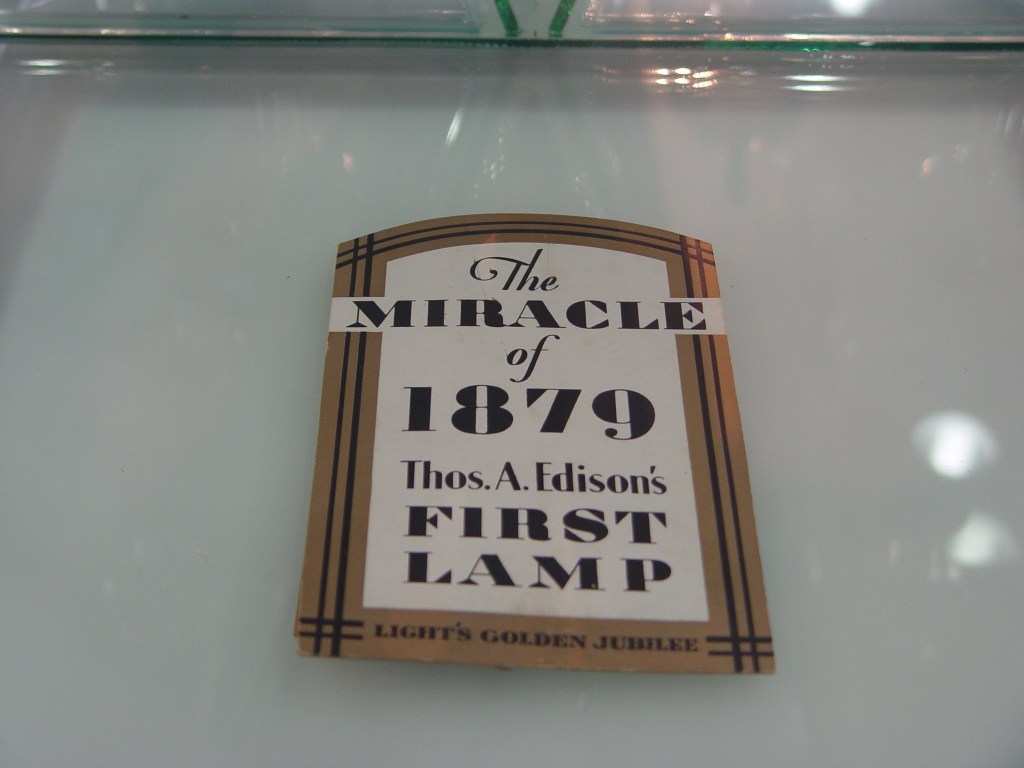 The
MIRACLE
of
1879
Thos. A. Edison's
FIRST
LAMP
LIGHT'S GOLDEN JUBILEE